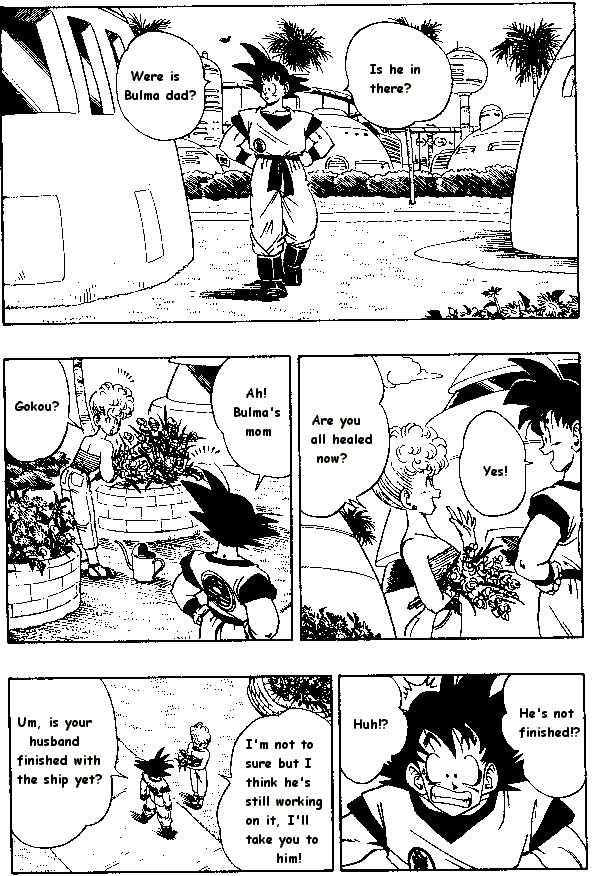 Were is
Bulma dad?
Is he in
there?
Gokou?
Ah!
Bulma's
mom
Are you
all healed
now?
Yes!
Um, is your
husband
finished with
the ship yet?
I'm not to
sure but I
think he's
still working
on it, I'll
take you to
him!
Huh!?
He's not
finished!?